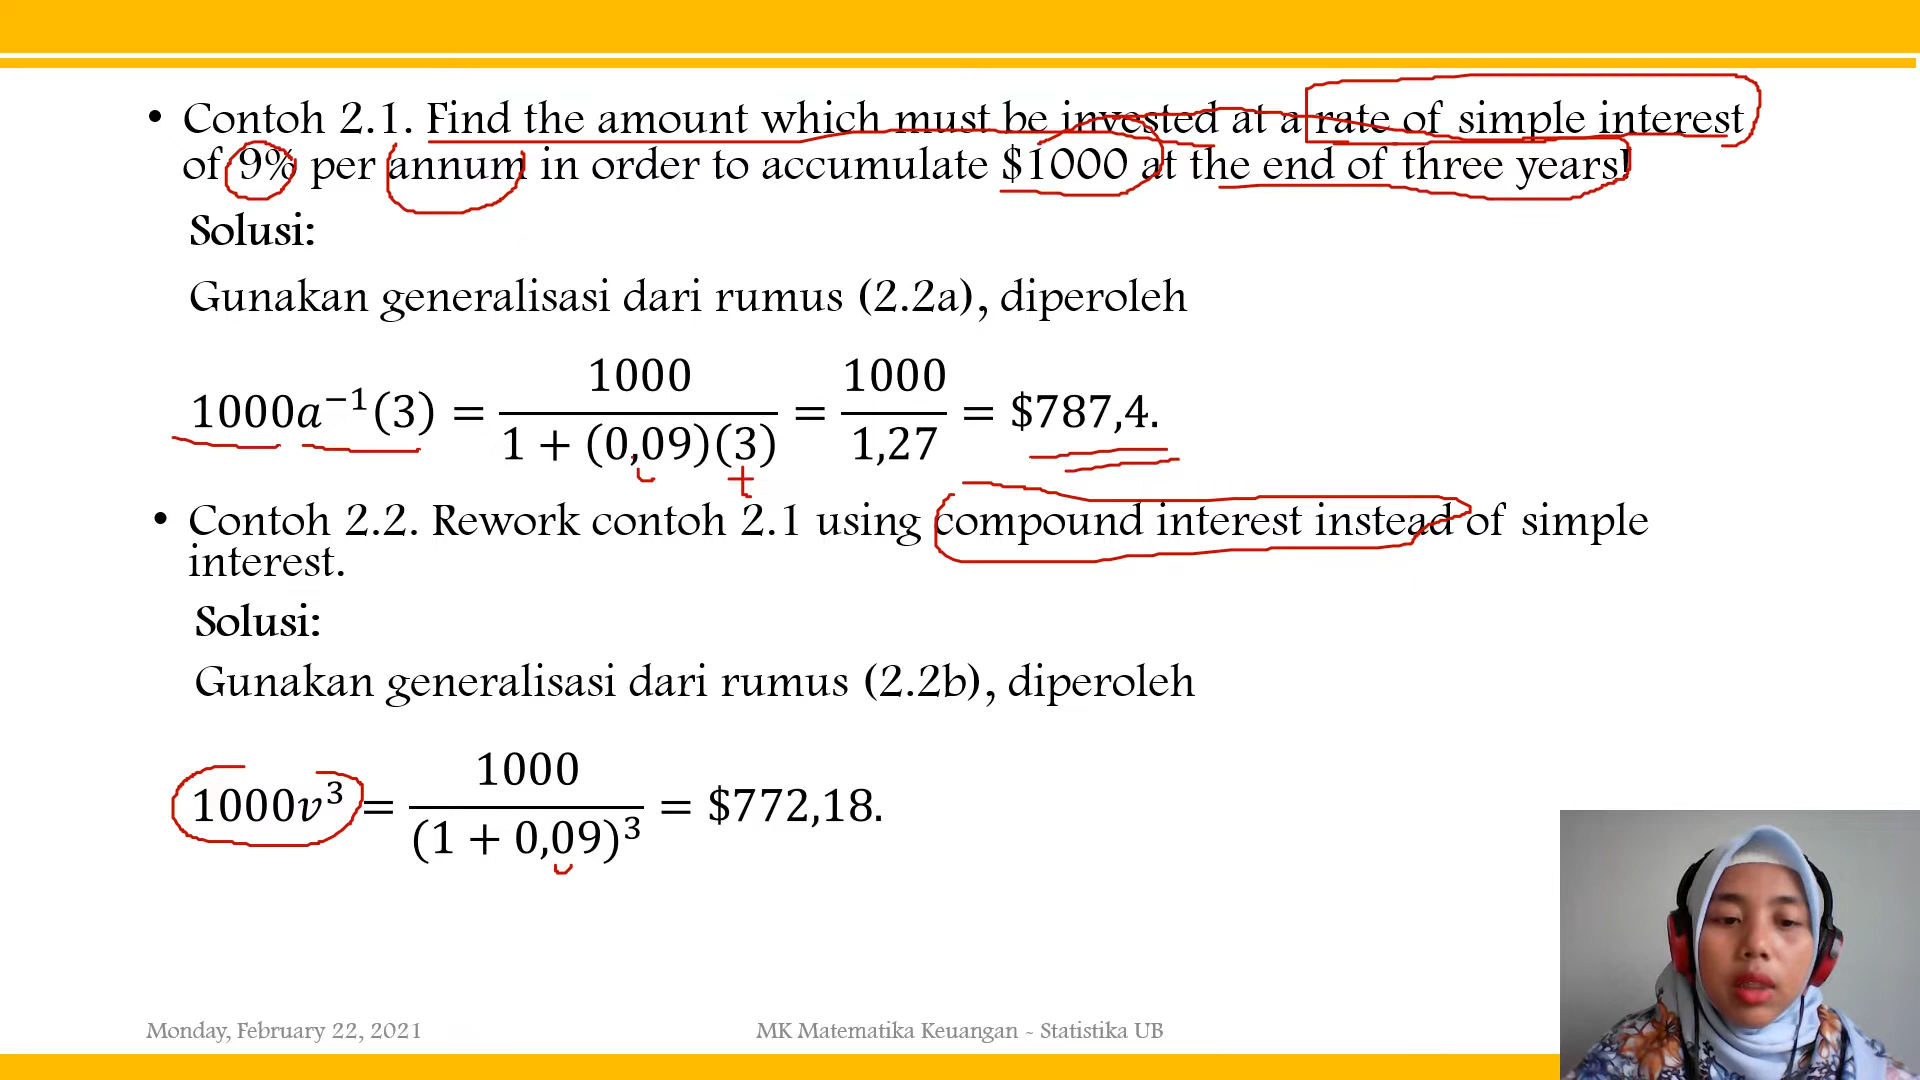 • Contoh 2.1. Find the amount which must be invested at a rate of simple interest
of 9% per annum in order to accumulate $1000 at the end of three years!
Solusi:
Gunakan generalisasi dari rumus (2.2a), diperoleh
1000a⁻¹(3) = 1000 / (1 + (0,09)(3)) = 1000 / 1,27 = $787,4.
t
• Contoh 2.2. Rework contoh 2.1 using compound interest instead of simple
interest.
Solusi:
Gunakan generalisasi dari rumus (2.2b), diperoleh
1000v³ = 1000 / (1 + 0,09)³ = $772,18.
Monday, February 22, 2021
MK Matematika Keuangan - Statistika UB